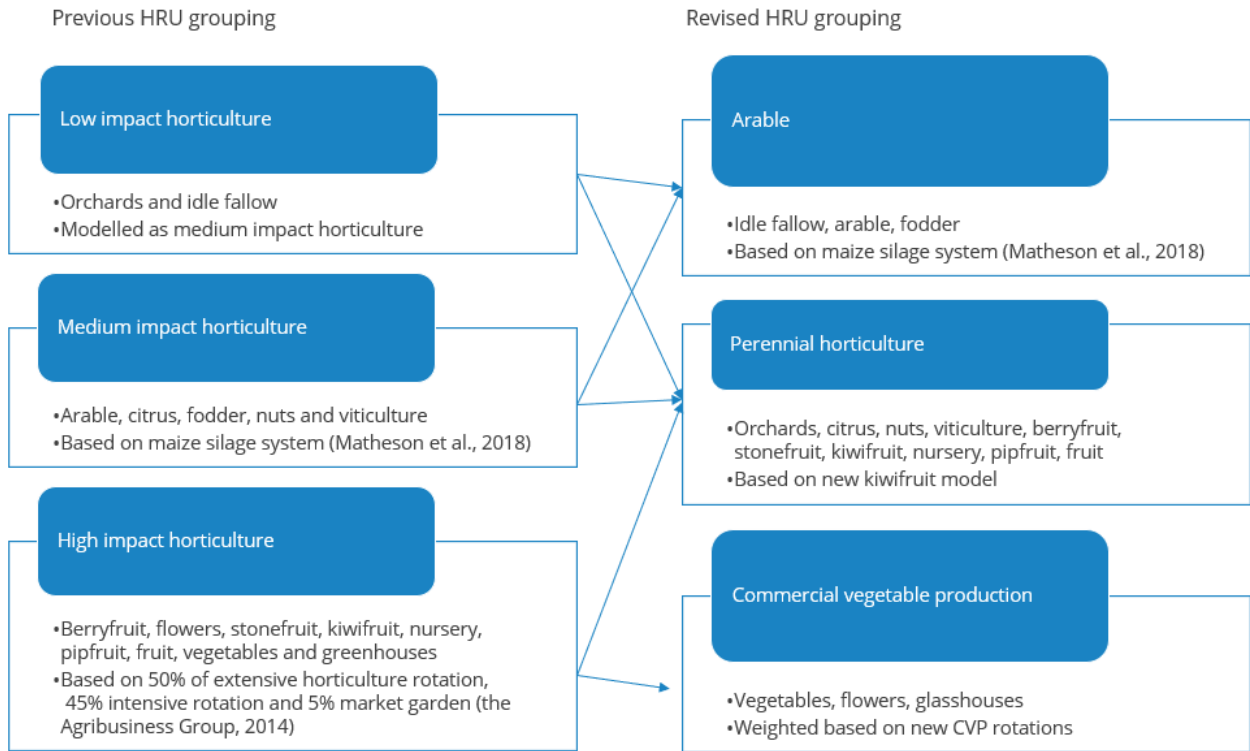 Previous HRU grouping
Low impact horticulture
•Orchards and idle fallow
•Modelled as medium impact horticulture
Medium impact horticulture
•Arable, citrus, fodder, nuts and viticulture
•Based on maize silage system (Matheson et al., 2018)
High impact horticulture
•Berryfruit, flowers, stonefruit, kiwifruit, nursery,
pipfruit, fruit, vegetables and greenhouses
•Based on 50% of extensive horticulture rotation,
45% intensive rotation and 5% market garden (the
Agribusiness Group, 2014)
Revised HRU grouping
Arable
•Idle fallow, arable, fodder
•Based on maize silage system (Matheson et al., 2018)
Perennial horticulture
•Orchards, citrus, nuts, viticulture, berryfruit,
stonefruit, kiwifruit, nursery, pipfruit, fruit
•Based on new kiwifruit model
Commercial vegetable production
•Vegetables, flowers, glasshouses
•Weighted based on new CVP rotations